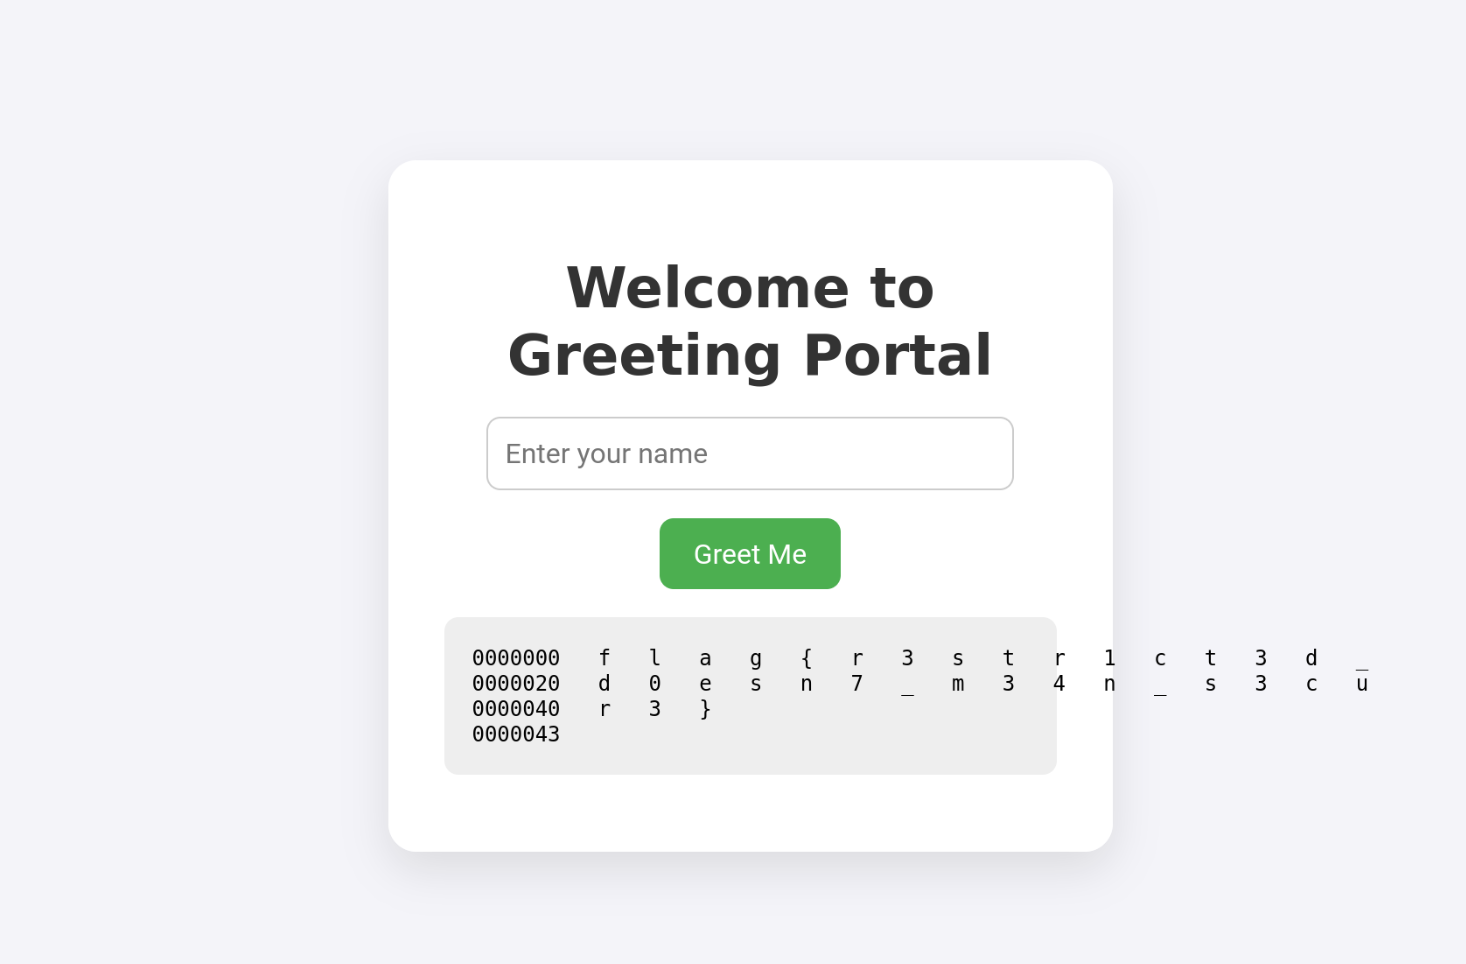 Welcome to
Greeting Portal
Enter your name
Greet Me
0000000   f   l   a   g   {   r   3   s   t   r   1   c   t   3   d   _
0000020   d   0   e   s   n   7   _   m   3   4   n   _   s   3   c   u
0000040   r   3   }
0000043